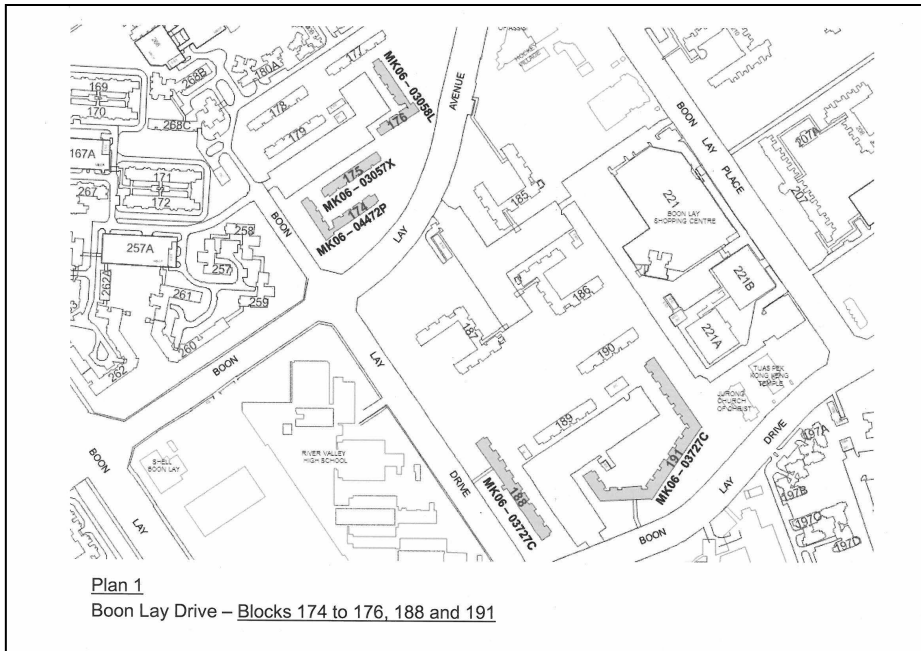 268B
180A
177
MK06 – 03058L
176
178
179
169
170
268C
167A
171
172
267
175
MK06 – 03057X
174
MK06 – 04472P
BOON
LAY
AVENUE
HOCKEY
VILLAGE
BOON LAY PLACE
267A
207
221
BOON LAY
SHOPPING CENTRE
221B
221A
185
186
187
190
189
188
MK06 – 03727C
191
MK06 – 03727C
TUAS PEK
KONG KENG
TEMPLE
JURONG
CHURCH
OF CHRIST
257A
258
257
259
261
262A
260
262
BOON
LAY
DRIVE
BOON
LAY
SHELL
BOON LAY
RIVER VALLEY
HIGH SCHOOL
BOON
LAY
DRIVE
197A
197B
197C
197D
Plan 1
Boon Lay Drive – Blocks 174 to 176, 188 and 191